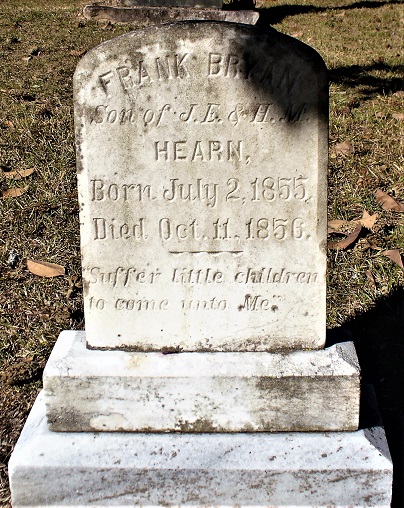 FRANK BRYAN
Son of J.E. & H.M.
HEARN,
Born July 2, 1855,
Died Oct. 11. 1856.
"Suffer little children
to come unto Me."